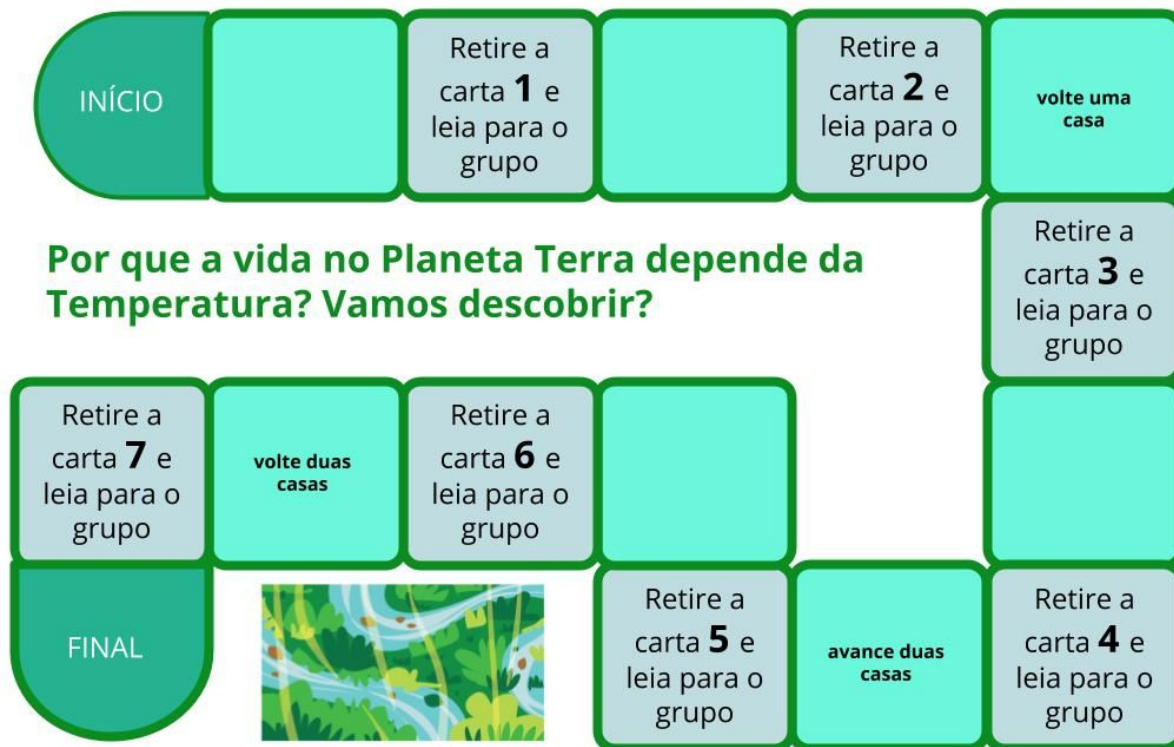 INÍCIO
Retire a
carta 1 e
leia para o
grupo
Retire a
carta 2 e
leia para o
grupo
volte uma
casa
Por que a vida no Planeta Terra depende da
Temperatura? Vamos descobrir?
Retire a
carta 3 e
leia para o
grupo
Retire a
carta 7 e
leia para o
grupo
volte duas
casas
Retire a
carta 6 e
leia para o
grupo
FINAL
Retire a
carta 5 e
leia para o
grupo
avance duas
casas
Retire a
carta 4 e
leia para o
grupo